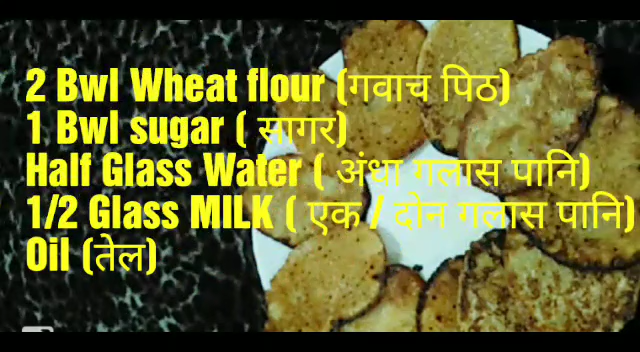 2 Bwl Wheat flour (गवाच पिठ)
1 Bwl sugar ( सागर)
Half Glass Water ( अंधा गलास पानि)
1/2 Glass MILK ( एक / दोन गलास पानि)
Oil (तेल)